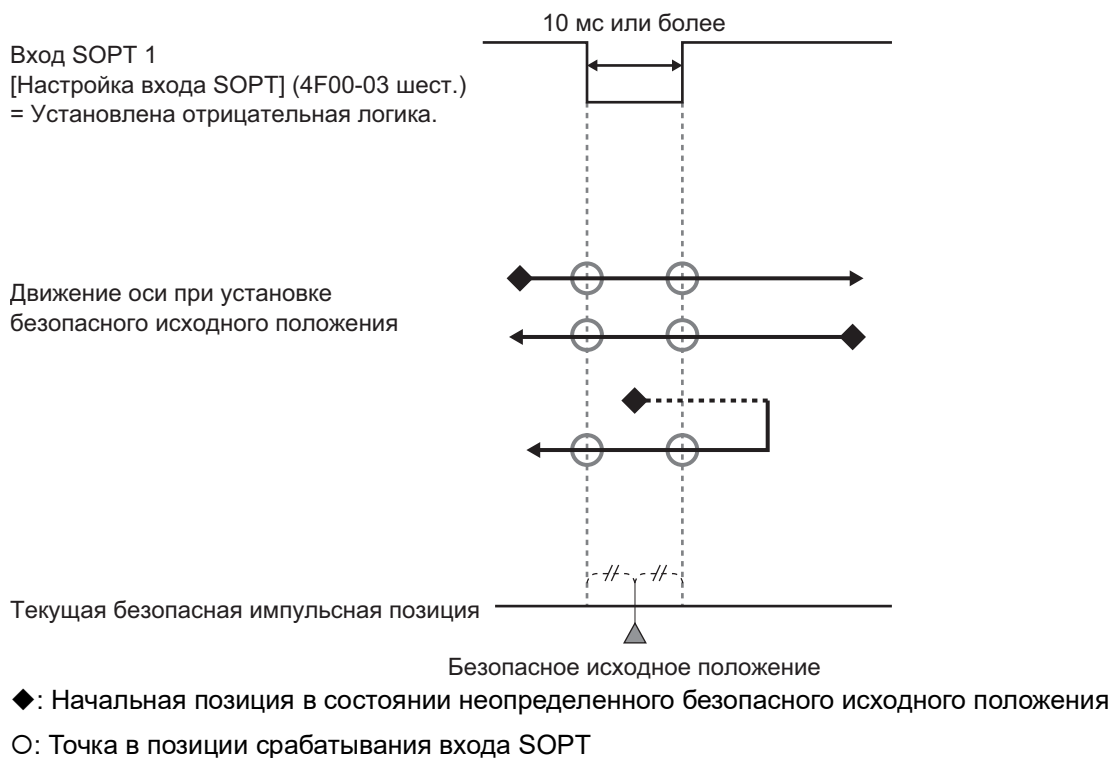 10 мс или более
Вход SOPT 1
[Настройка входа SOPT] (4F00-03 шест.)
= Установлена отрицательная логика.
Движение оси при установке
безопасного исходного положения
Текущая безопасная импульсная позиция
Безопасное исходное положение
◆: Начальная позиция в состоянии неопределенного безопасного исходного положения
○: Точка в позиции срабатывания входа SOPT